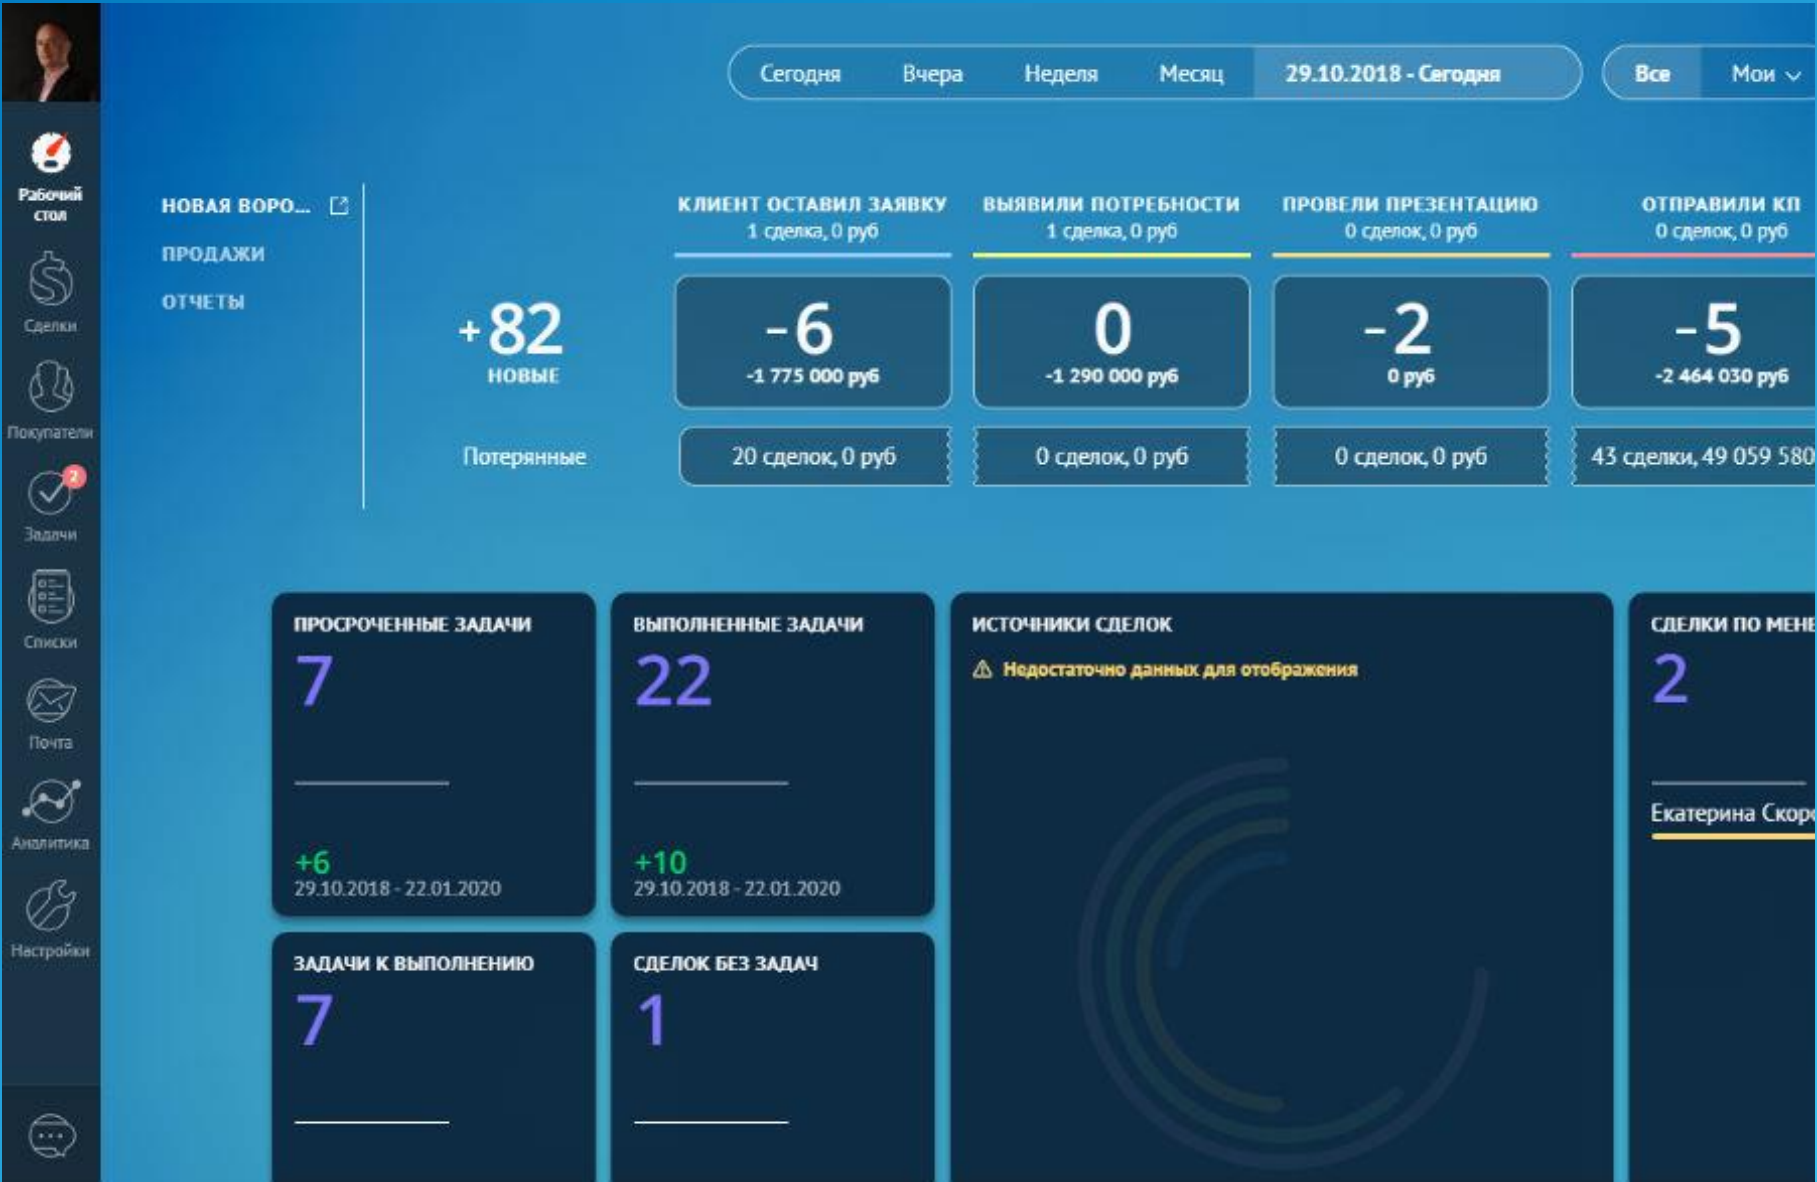 Сегодня
Вчера
Неделя
Месяц
29.10.2018 - Сегодня
Все
Мои
Рабочий
стол
Сделки
Покупатели
2
Задачи
Списки
Почта
Аналитика
Настройки
НОВАЯ ВОРО...
ПРОДАЖИ
ОТЧЕТЫ
+82
НОВЫЕ
Потерянные
КЛИЕНТ ОСТАВИЛ ЗАЯВКУ
1 сделка, 0 руб
-6
-1 775 000 руб
20 сделок, 0 руб
ВЫЯВИЛИ ПОТРЕБНОСТИ
1 сделка, 0 руб
0
-1 290 000 руб
0 сделок, 0 руб
ПРОВЕЛИ ПРЕЗЕНТАЦИЮ
0 сделок, 0 руб
-2
0 руб
0 сделок, 0 руб
ОТПРАВИЛИ КП
0 сделок, 0 руб
-5
-2 464 030 руб
43 сделки, 49 059 580
ПРОСРОЧЕННЫЕ ЗАДАЧИ
7
+6
29.10.2018 - 22.01.2020
ВЫПОЛНЕННЫЕ ЗАДАЧИ
22
+10
29.10.2018 - 22.01.2020
ИСТОЧНИКИ СДЕЛОК
Недостаточно данных для отображения
СДЕЛКИ ПО МЕНЕ
2
Екатерина Скор
ЗАДАЧИ К ВЫПОЛНЕНИЮ
7
СДЕЛОК БЕЗ ЗАДАЧ
1